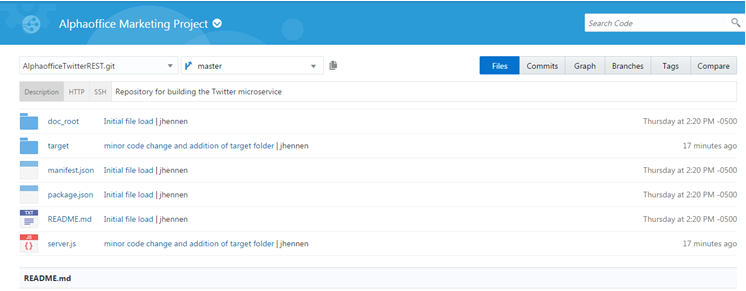 Alphaoffice Marketing Project
Search Code
AlphaofficeTwitterREST.git master Files Commits Graph Branches Tags Compare
Description HTTP SSH Repository for building the Twitter microservice
doc_root Initial file load | jhennen Thursday at 2:20 PM -0500
target minor code change and addition of target folder | jhennen 17 minutes ago
manifest.json Initial file load | jhennen Thursday at 2:20 PM -0500
package.json Initial file load | jhennen Thursday at 2:20 PM -0500
TXT README.md Initial file load | jhennen Thursday at 2:20 PM -0500
JS {} server.js minor code change and addition of target folder | jhennen 17 minutes ago
README.md